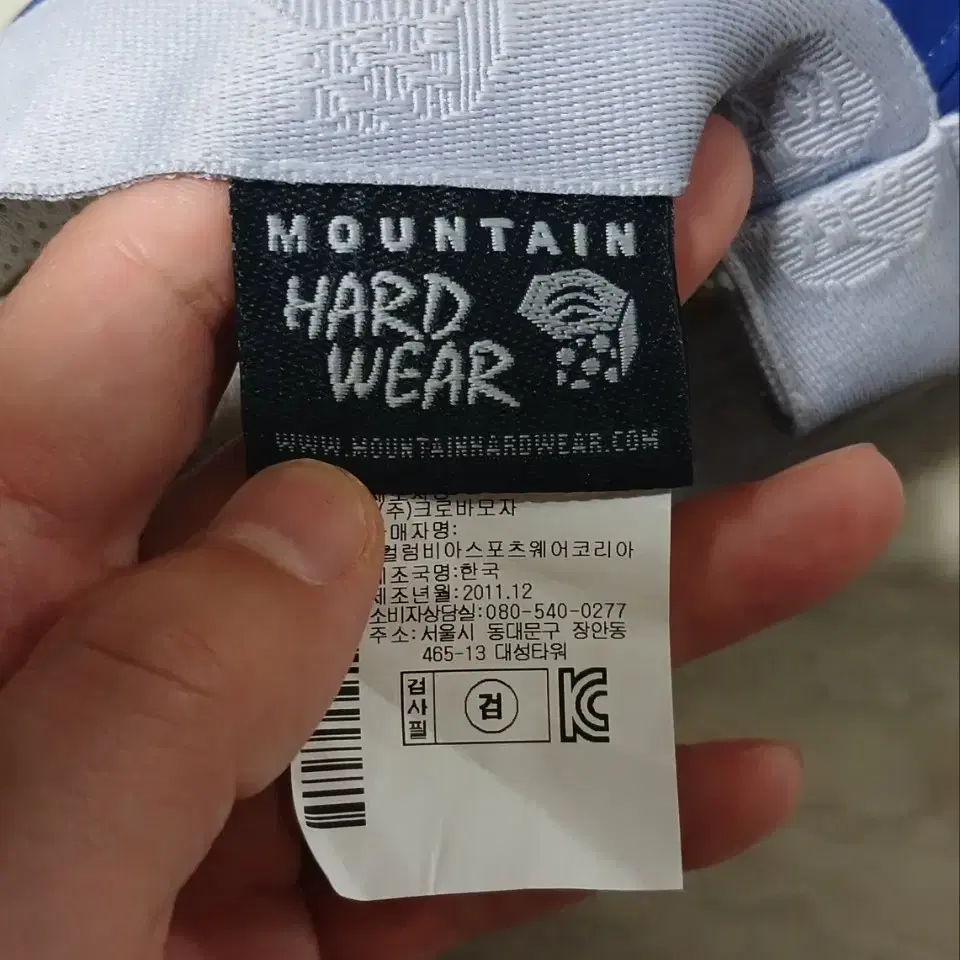 MOUNTAIN
HARD
WEAR
WWW.MOUNTAINHARDWEAR.COM
(주)크로바모자
매자명:
컬럼비아스포츠웨어코리아
조국명:한국
제조년월:2011.12
소비자상담실:080-540-0277
주소:서울시 동대문구 장안동
465-13 대성타워
검사필
검
KC